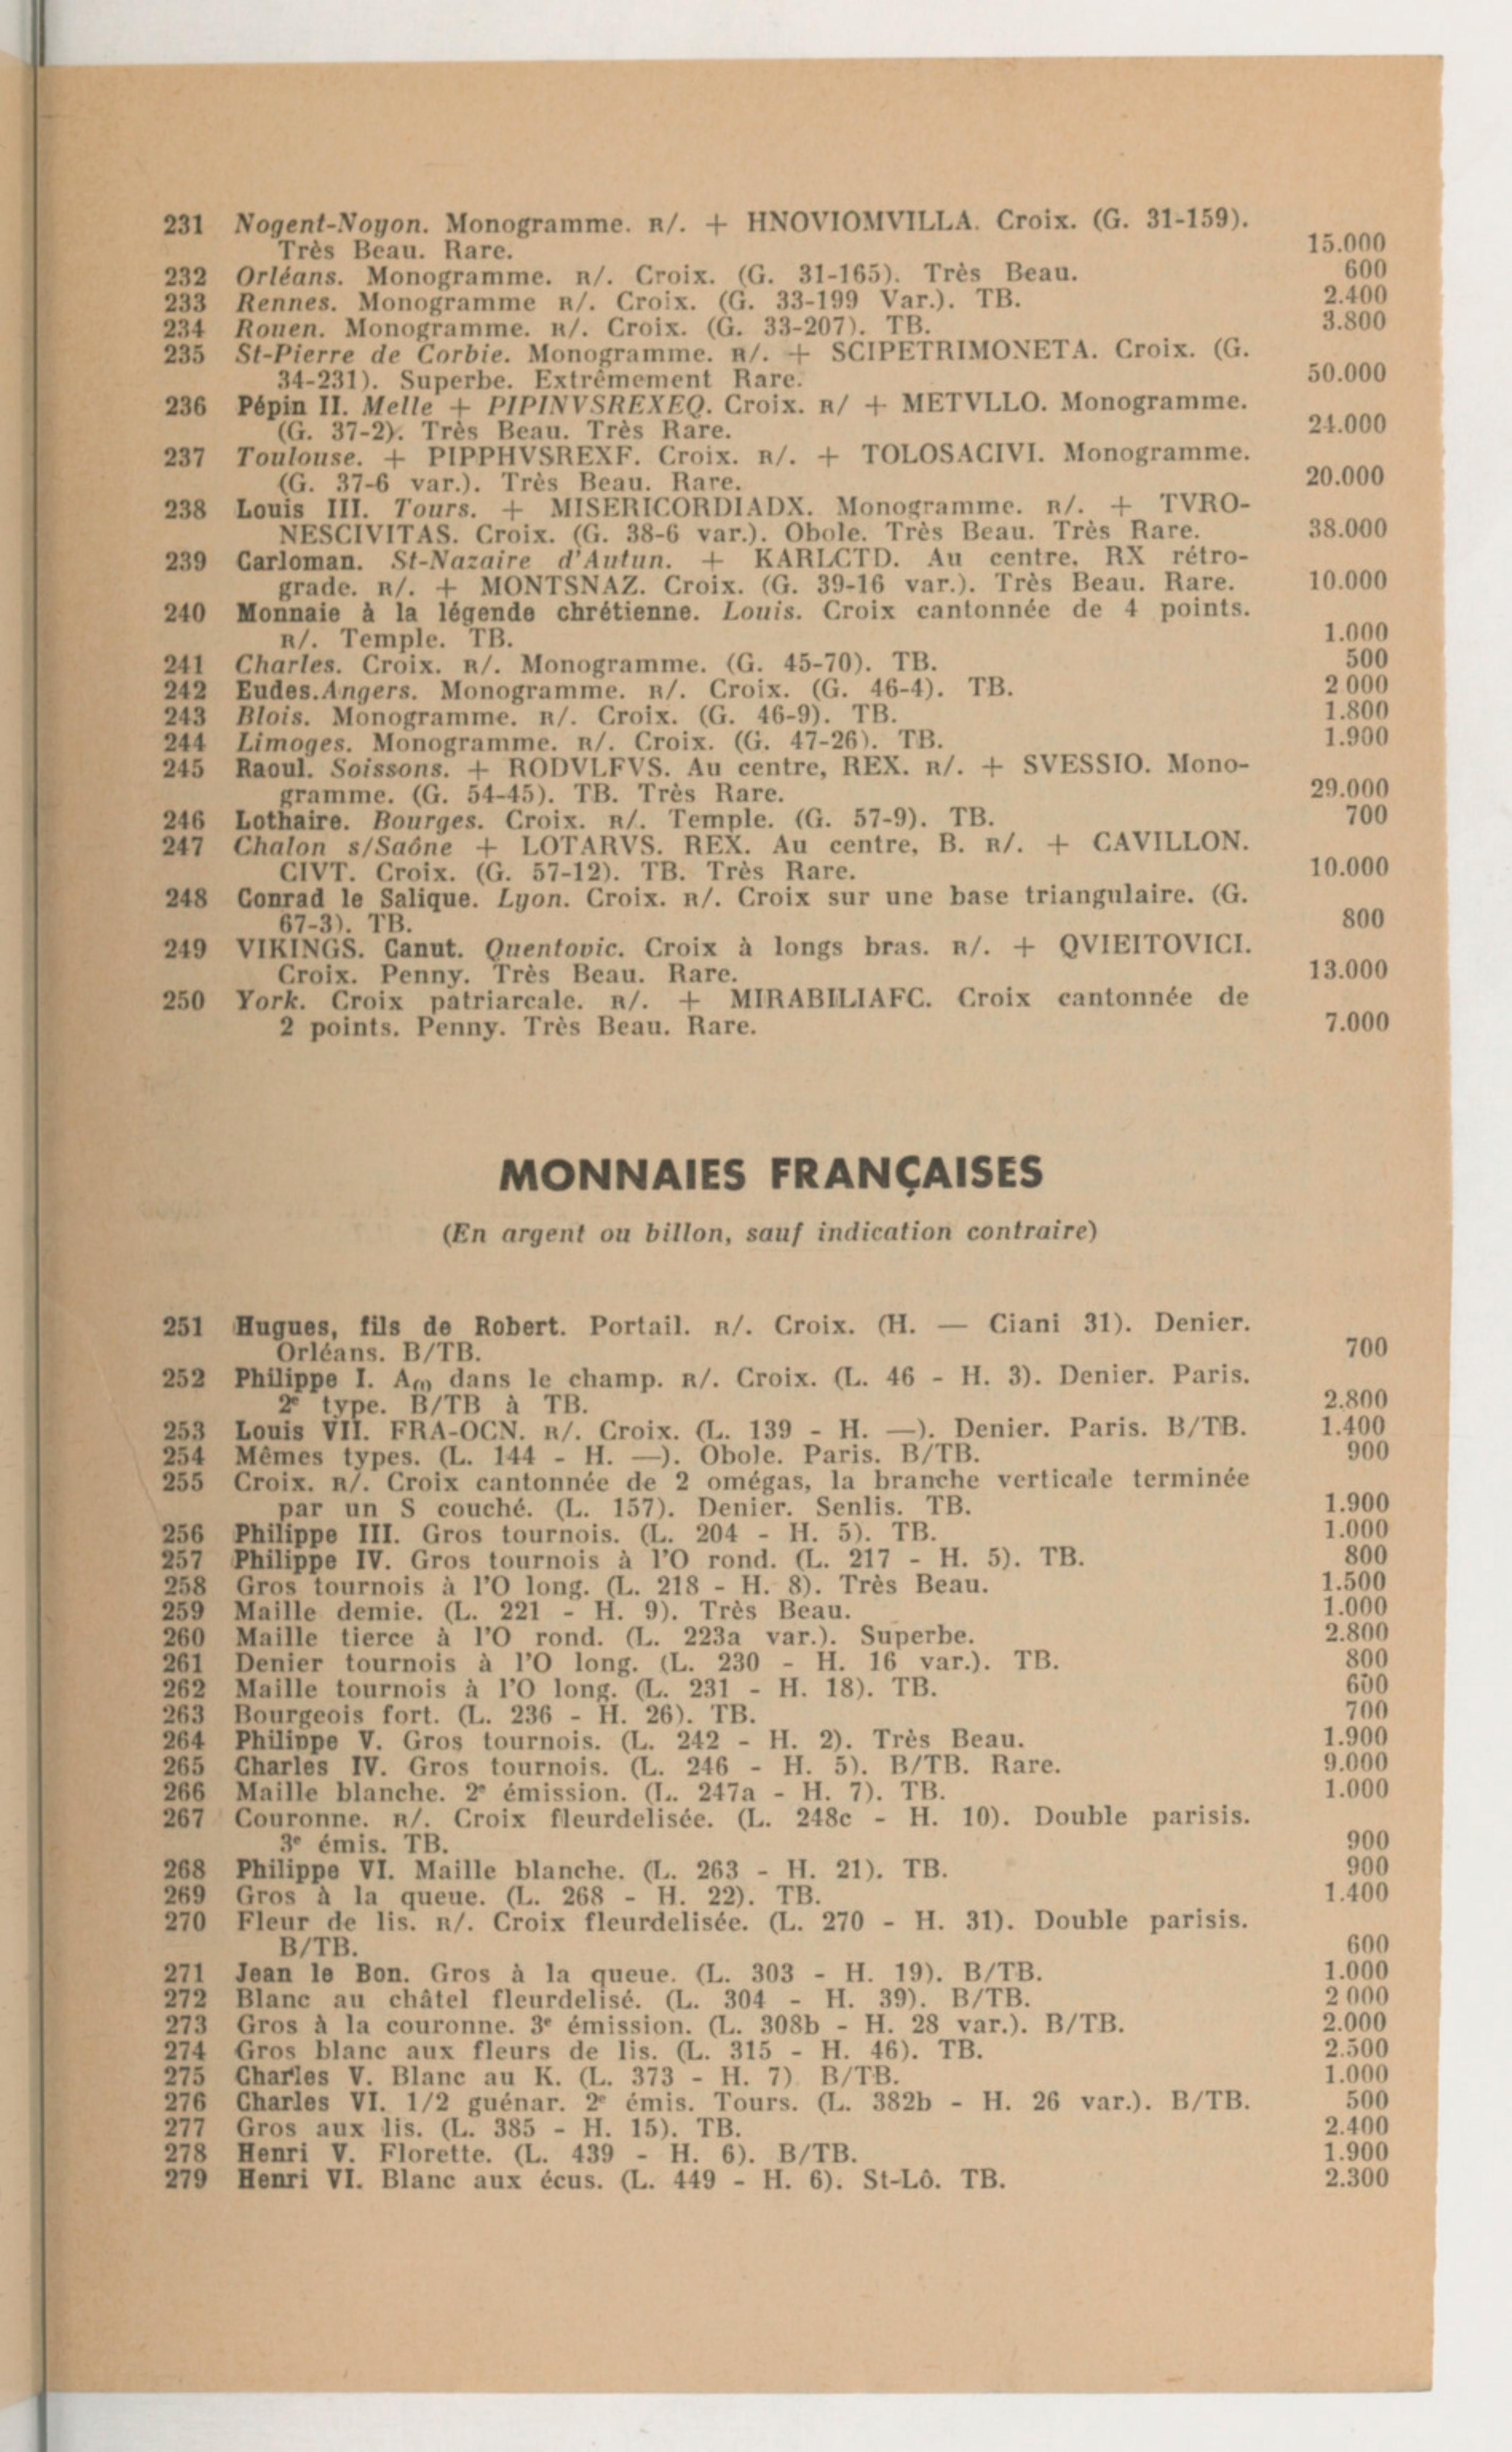 231 Nogent-Noyon. Monogramme. R/. + HNOVIOMVILLA. Croix. (G. 31-159).
Très Beau. Rare. 15.000
232 Orléans. Monogramme. R/. Croix. (G. 31-165). Très Beau. 600
233 Rennes. Monogramme R/. Croix. (G. 33-199 Var.). TB. 2.400
234 Rouen. Monogramme. R/. Croix. (G. 33-207). TB. 3.800
235 St-Pierre de Corbie. Monogramme. R/. + SCIPETRIMONETA. Croix. (G.
34-231). Superbe. Extrêmement Rare. 50.000
236 Pépin II. Melle + PIPINVSREXEQ. Croix. R/ + METVLLO. Monogramme.
(G. 37-2). Très Beau. Très Rare. 24.000
237 Toulouse. + PIPPHVSREXF. Croix. R/. + TOLOSACIVI. Monogramme.
(G. 37-6 var.). Très Beau. Rare. 20.000
238 Louis III. Tours. + MISERICORDIADX. Monogramme. R/. + TVRO-
NESCIVITAS. Croix. (G. 38-6 var.). Obole. Très Beau. Très Rare. 38.000
239 Carloman. St-Nazaire d'Autun. + KARLCTD. Au centre, RX rétro-
grade. R/. + MONTSNAZ. Croix. (G. 39-16 var.). Très Beau. Rare. 10.000
240 Monnaie à la légende chrétienne. Louis. Croix cantonnée de 4 points.
R/. Temple. TB. 1.000
241 Charles. Croix. R/. Monogramme. (G. 45-70). TB. 500
242 Eudes. Angers. Monogramme. R/. Croix. (G. 46-4). TB. 2 000
243 Blois. Monogramme. R/. Croix. (G. 46-9). TB. 1.800
244 Limoges. Monogramme. R/. Croix. (G. 47-26). TB. 1.900
245 Raoul. Soissons. + RODVLFVS. Au centre, REX. R/. + SVESSIO. Mono-
gramme. (G. 54-45). TB. Très Rare. 29.000
246 Lothaire. Bourges. Croix. R/. Temple. (G. 57-9). TB. 700
247 Chalon s/Saône + LOTARVS. REX. Au centre, B. R/. + CAVILLON.
CIVT. Croix. (G. 57-12). TB. Très Rare. 10.000
248 Conrad le Salique. Lyon. Croix. R/. Croix sur une base triangulaire. (G.
67-3). TB. 800
249 VIKINGS. Canut. Quentovic. Croix à longs bras. R/. + QVIEITOVICI.
Croix. Penny. Très Beau. Rare. 13.000
250 York. Croix patriarcale. R/. + MIRABILIAFC. Croix cantonnée de
2 points. Penny. Très Beau. Rare. 7.000
MONNAIES FRANÇAISES
(En argent ou billon, sauf indication contraire)
251 Hugues, fils de Robert. Portail. R/. Croix. (H. — Ciani 31). Denier.
Orléans. B/TB. 700
252 Philippe I. A dans le champ. R/. Croix. (L. 46 - H. 3). Denier. Paris.
2e type. B/TB à TB. 2.800
253 Louis VII. FRA-OCN. R/. Croix. (L. 139 - H. —). Denier. Paris. B/TB. 1.400
254 Mêmes types. (L. 144 - H. —). Obole. Paris. B/TB. 900
255 Croix. R/. Croix cantonnée de 2 omégas, la branche verticale terminée
par un S couché. (L. 157). Denier. Senlis. TB. 1.900
256 Philippe III. Gros tournois. (L. 204 - H. 5). TB. 1.000
257 Philippe IV. Gros tournois à l'O rond. (L. 217 - H. 5). TB. 800
258 Gros tournois à l'O long. (L. 218 - H. 8). Très Beau. 1.500
259 Maille demie. (L. 221 - H. 9). Très Beau. 1.000
260 Maille tierce à l'O rond. (L. 223a var.). Superbe. 2.800
261 Denier tournois à l'O long. (L. 230 - H. 16 var.). TB. 800
262 Maille tournois à l'O long. (L. 231 - H. 18). TB. 600
263 Bourgeois fort. (L. 236 - H. 26). TB. 700
264 Philippe V. Gros tournois. (L. 242 - H. 2). Très Beau. 1.900
265 Charles IV. Gros tournois. (L. 246 - H. 5). B/TB. Rare. 9.000
266 Maille blanche. 2e émission. (L. 247a - H. 7). TB. 1.000
267 Couronne. R/. Croix fleurdelisée. (L. 248c - H. 10). Double parisis.
3e émis. TB. 900
268 Philippe VI. Maille blanche. (L. 263 - H. 21). TB. 900
269 Gros à la queue. (L. 268 - H. 22). TB. 1.400
270 Fleur de lis. R/. Croix fleurdelisée. (L. 270 - H. 31). Double parisis.
B/TB. 600
271 Jean le Bon. Gros à la queue. (L. 303 - H. 19). B/TB. 1.000
272 Blanc au châtel fleurdelisé. (L. 304 - H. 39). B/TB. 2 000
273 Gros à la couronne. 3e émission. (L. 308b - H. 28 var.). B/TB. 2.000
274 Gros blanc aux fleurs de lis. (L. 315 - H. 46). TB. 2.500
275 Charles V. Blanc au K. (L. 373 - H. 7) B/TB. 1.000
276 Charles VI. 1/2 guénar. 2e émis. Tours. (L. 382b - H. 26 var.). B/TB. 500
277 Gros aux lis. (L. 385 - H. 15). TB. 2.400
278 Henri V. Florette. (L. 439 - H. 6). B/TB. 1.900
279 Henri VI. Blanc aux écus. (L. 449 - H. 6). St-Lô. TB. 2.300